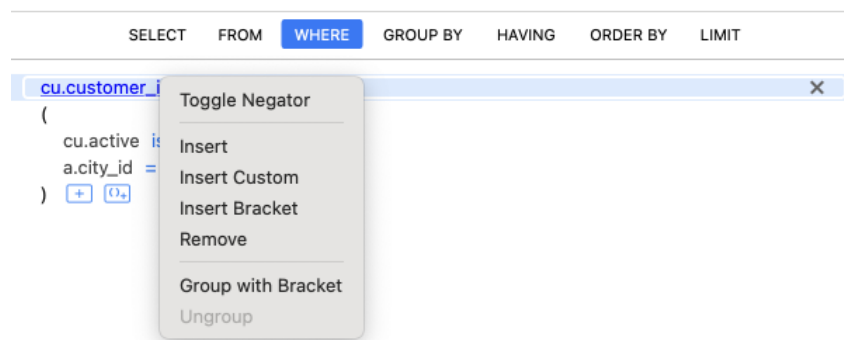 SELECT FROM WHERE GROUP BY HAVING ORDER BY LIMIT
cu.customer_i
(
cu.active is
a.city_id =
) + ()+
Toggle Negator
Insert
Insert Custom
Insert Bracket
Remove
Group with Bracket
Ungroup